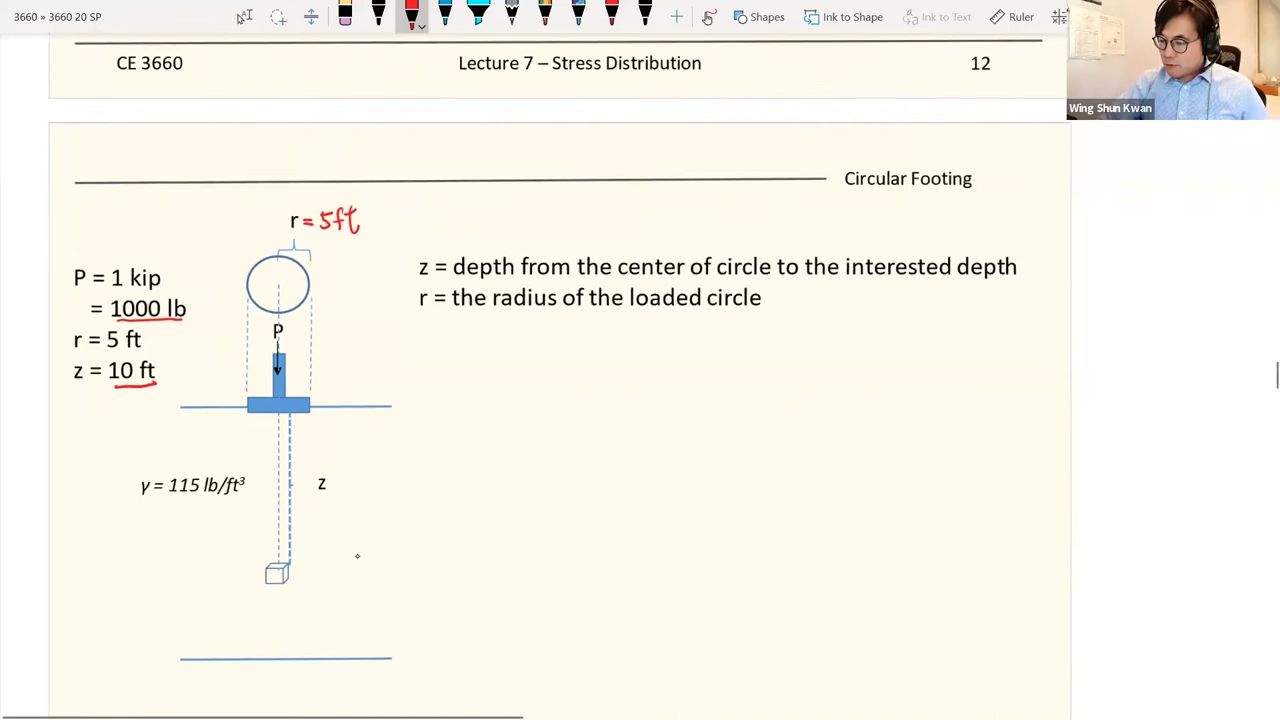 3660 » 3660 20 SP
Shapes
Ink to Shape
Ink to Text
Ruler
Wing Shun Kwan
CE 3660
Lecture 7 – Stress Distribution
12
Circular Footing
r = 5ft
P = 1 kip
= 1000 lb
r = 5 ft
z = 10 ft
z = depth from the center of circle to the interested depth
r = the radius of the loaded circle
P
γ = 115 lb/ft³
z